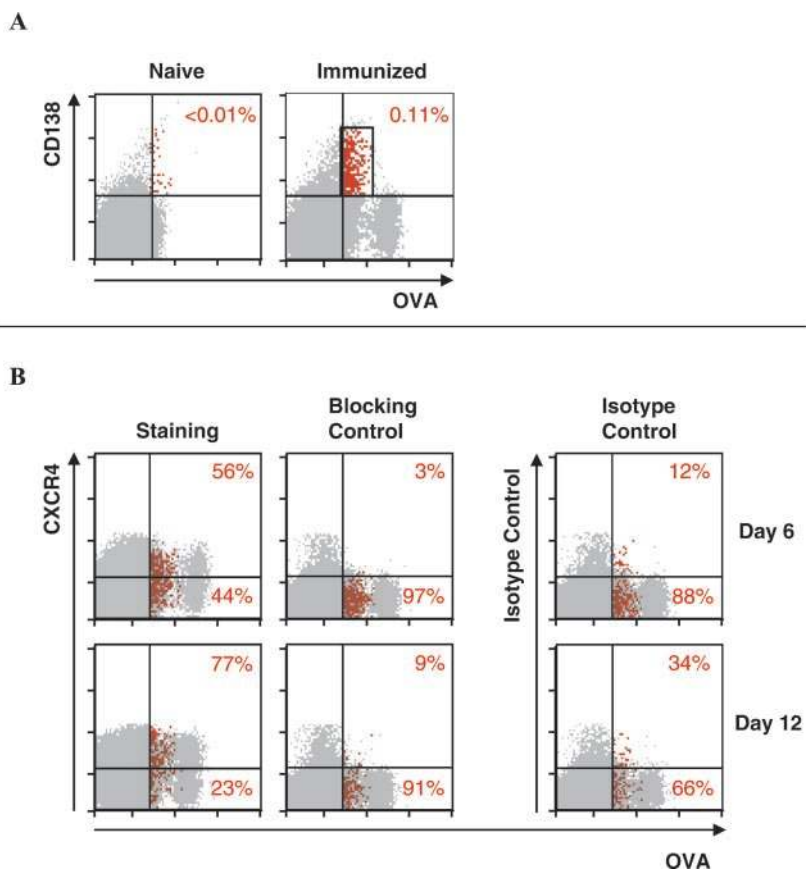 A
Naive
Immunized
CD138
<0.01%
0.11%
OVA
B
Staining
Blocking
Control
Isotype
Control
CXCR4
56%
44%
3%
97%
Isotype Control
12%
88%
Day 6
77%
23%
9%
91%
34%
66%
Day 12
OVA